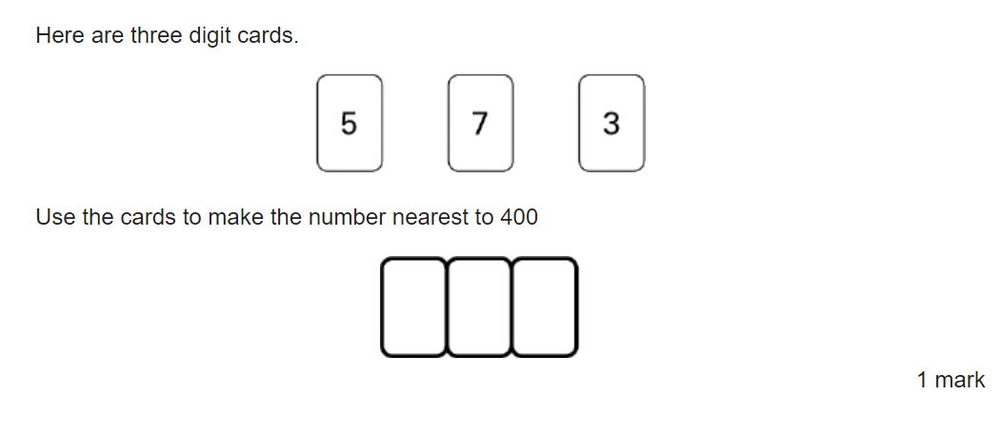 Here are three digit cards.
5 7 3
Use the cards to make the number nearest to 400
1 mark